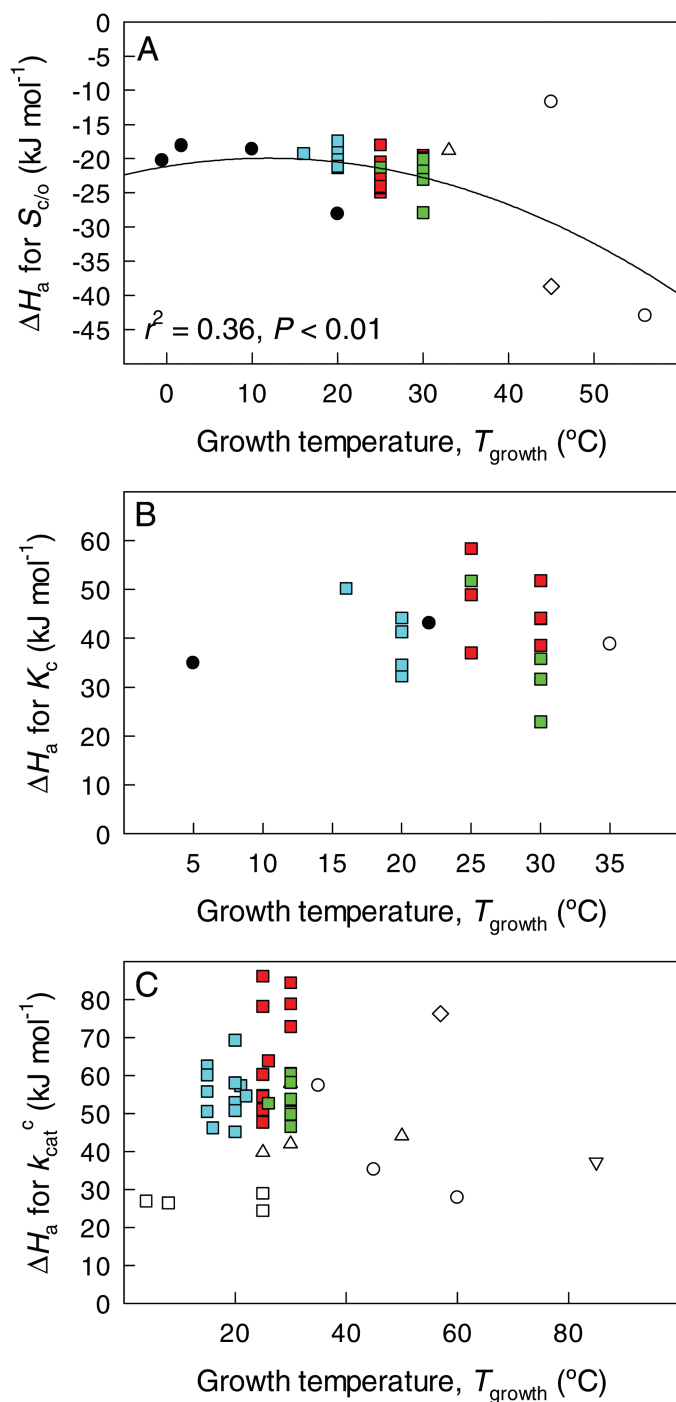 A
0
-5
-10
-15
-20
-25
-30
-35
-40
-45
ΔHa for Sc/o (kJ mol-1)
r2 = 0.36, P < 0.01
0 10 20 30 40 50
Growth temperature, Tgrowth (ºC)
B
60
50
40
30
20
10
0
ΔHa for Kc (kJ mol-1)
5 10 15 20 25 30 35
Growth temperature, Tgrowth (ºC)
C
80
70
60
50
40
30
20
10
0
ΔHa for kcatc (kJ mol-1)
20 40 60 80
Growth temperature, Tgrowth (ºC)